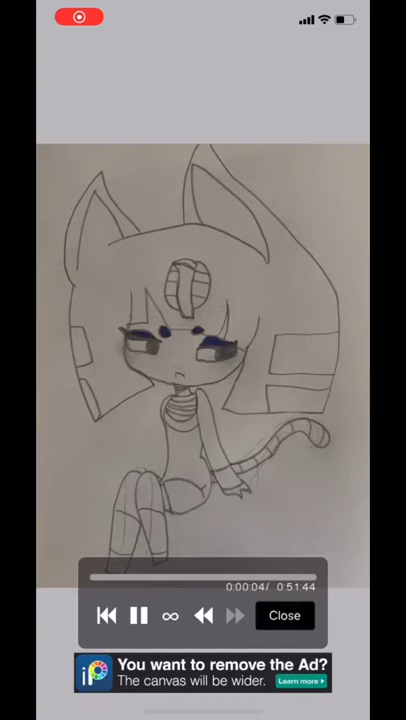 0:00:04/ 0:51:44
Close
iP
You want to remove the Ad?
The canvas will be wider.
Learn more